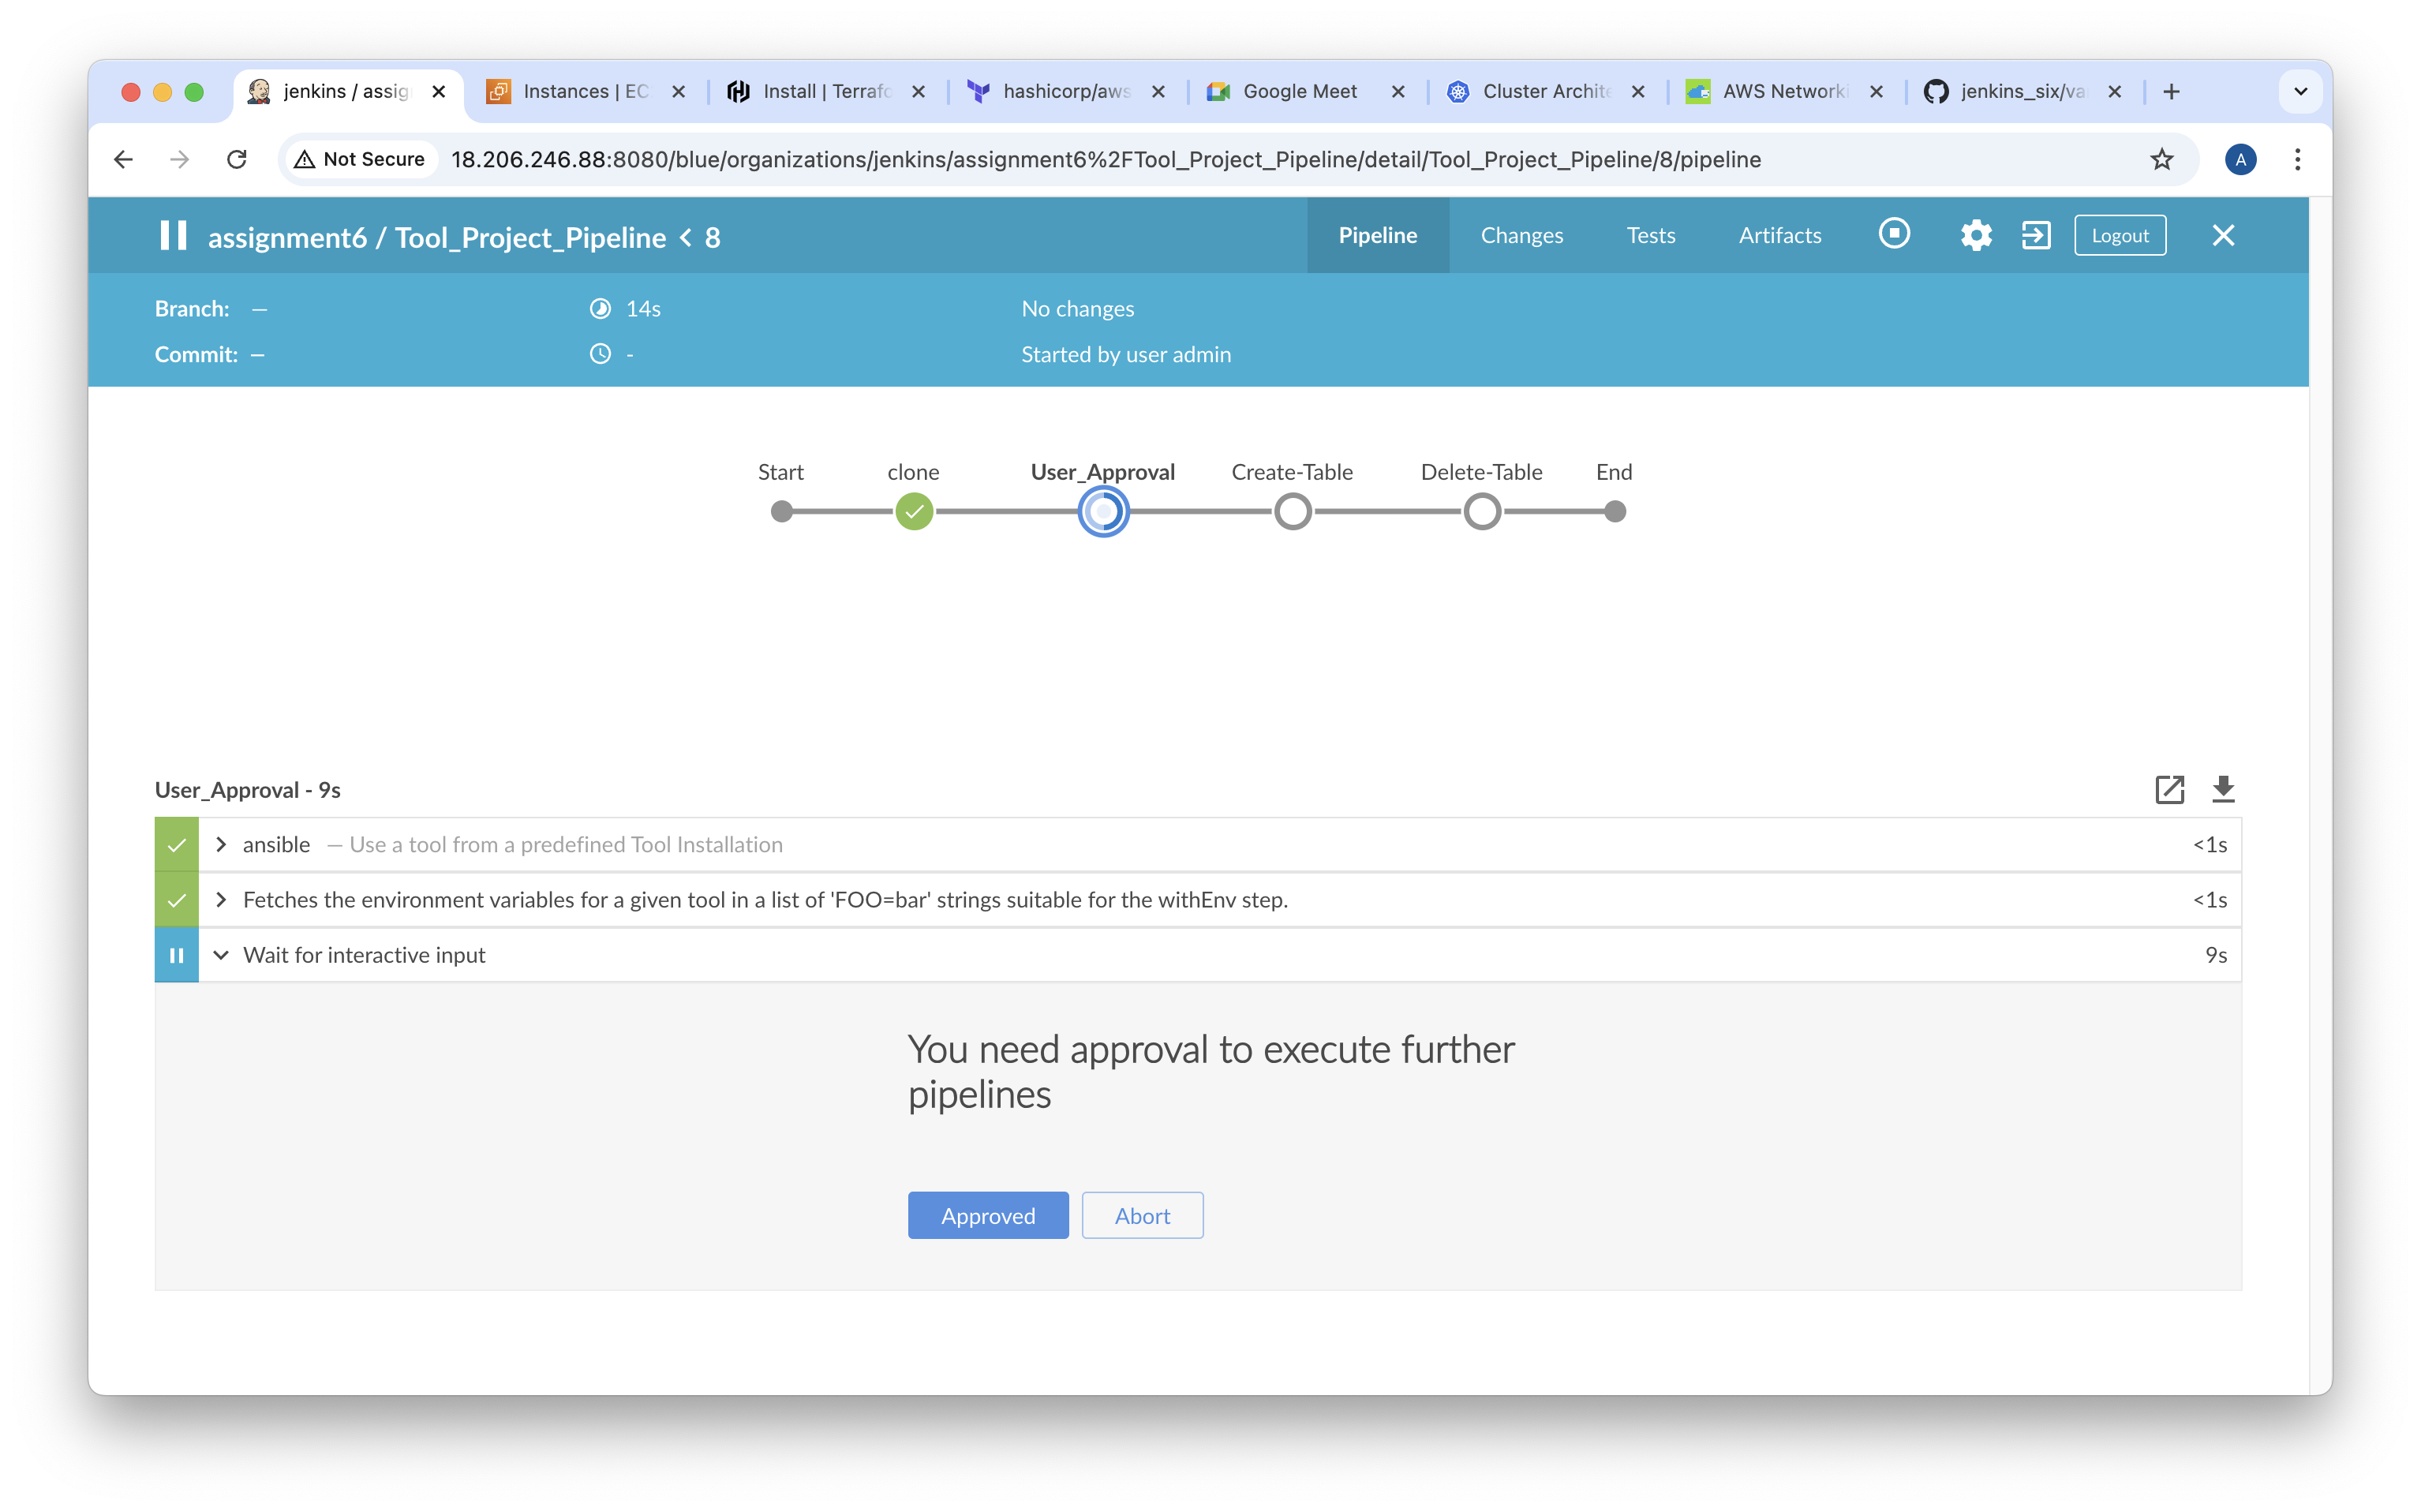 jenkins / assig
Instances | EC
Install | Terrafo
hashicorp/aws
Google Meet
Cluster Archite
AWS Networki
jenkins_six/va
Not Secure
18.206.246.88:8080/blue/organizations/jenkins/assignment6%2FTool_Project_Pipeline/detail/Tool_Project_Pipeline/8/pipeline
A
assignment6 / Tool_Project_Pipeline < 8
Pipeline
Changes
Tests
Artifacts
Logout
Branch: —
14s
No changes
Commit: —
-
Started by user admin
Start
clone
User_Approval
Create-Table
Delete-Table
End
User_Approval - 9s
ansible — Use a tool from a predefined Tool Installation
<1s
Fetches the environment variables for a given tool in a list of 'FOO=bar' strings suitable for the withEnv step.
<1s
Wait for interactive input
9s
You need approval to execute further
pipelines
Approved
Abort